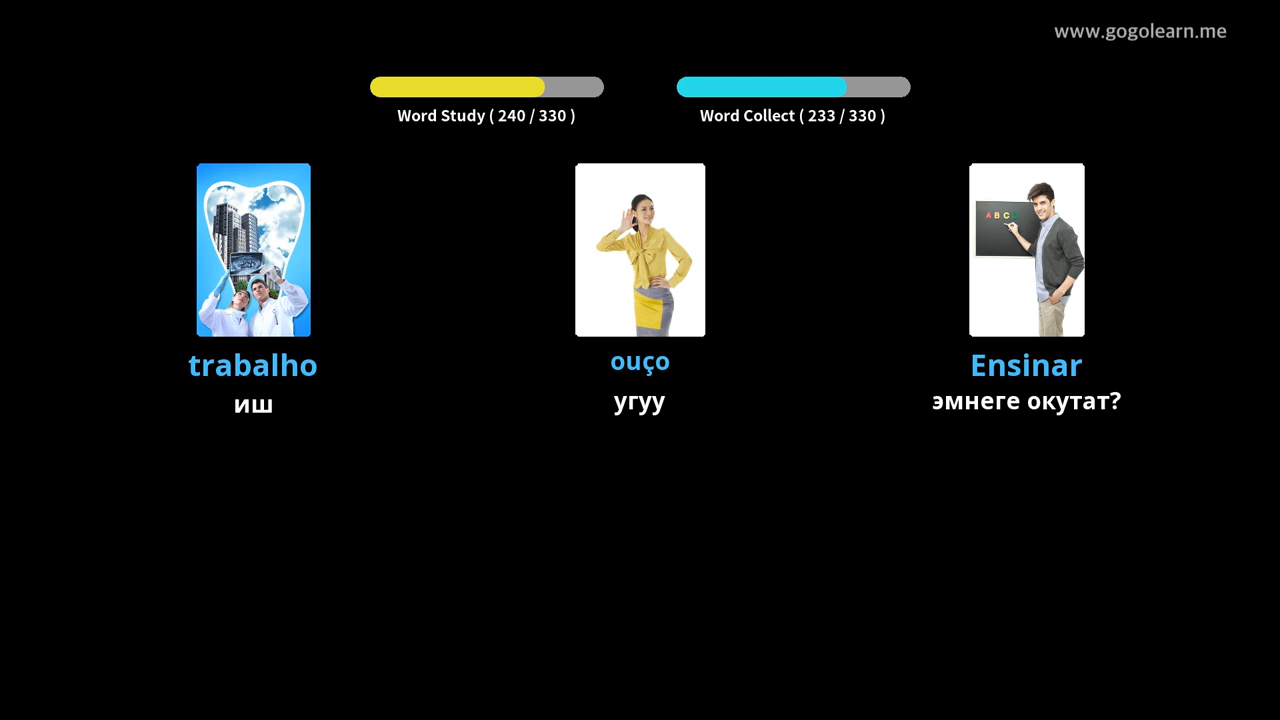 www.gogolearn.me
Word Study ( 240 / 330 )
Word Collect ( 233 / 330 )
A B C D
trabalho
ouço
Ensinar
иш
угуу
эмнеге окутат?